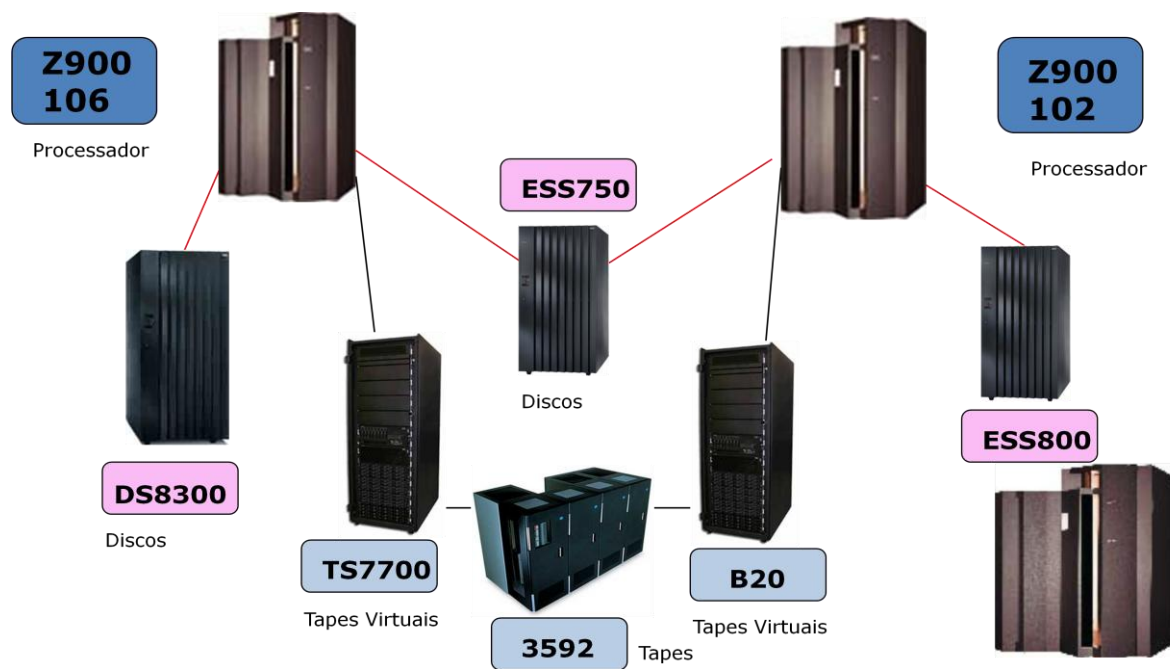 Z900
106
Processador
Z900
102
Processador
ESS750
Discos
ESS800
DS8300
Discos
TS7700
Tapes Virtuais
B20
Tapes Virtuais
3592
Tapes